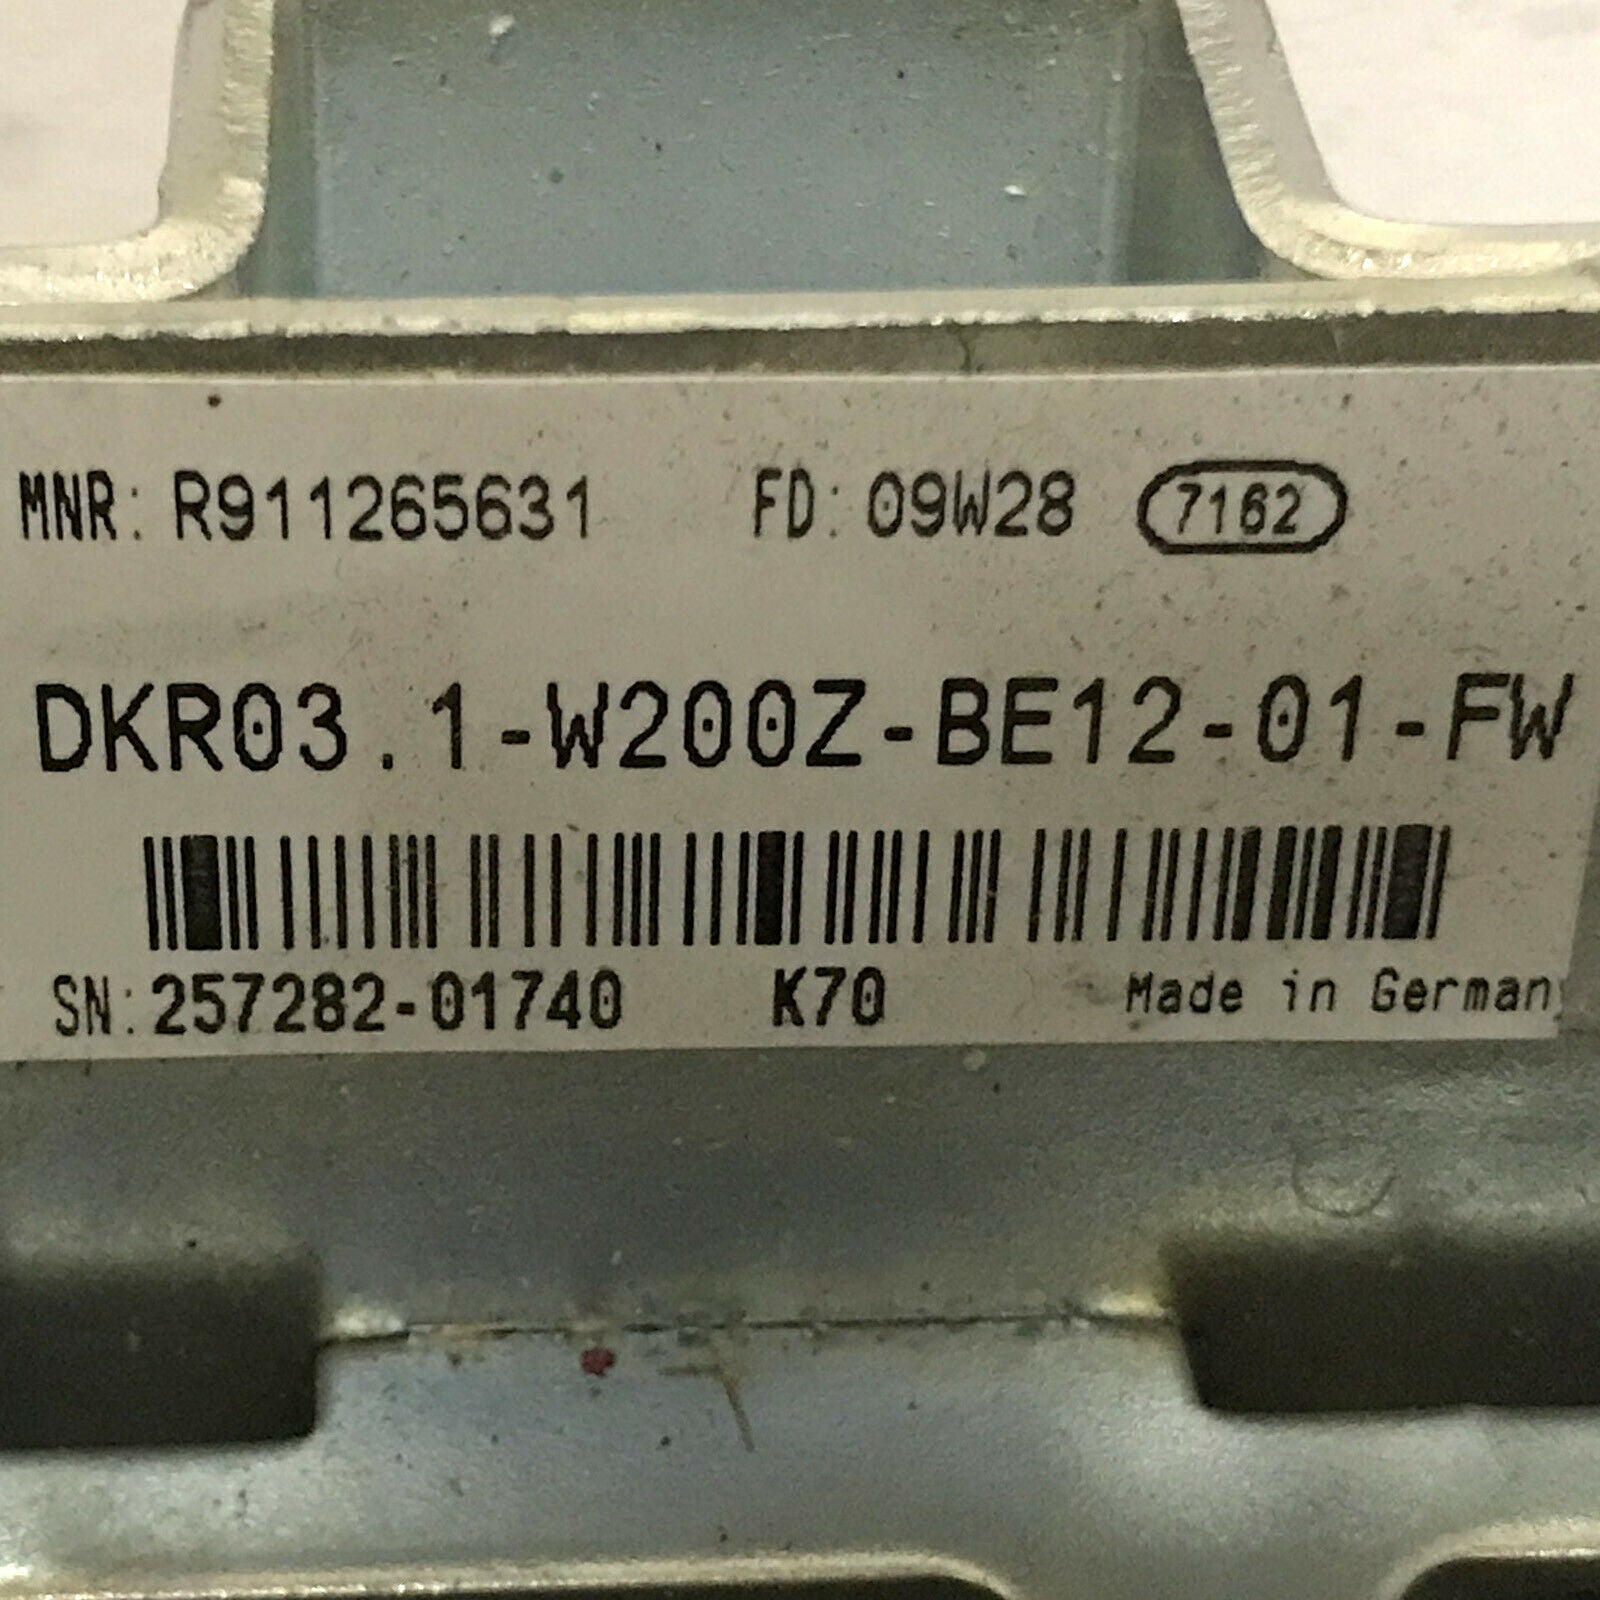 MNR: R911265631 FD: 09W28 7162
DKR03.1-W200Z-BE12-01-FW
SN: 257282-01740 K70 Made in German